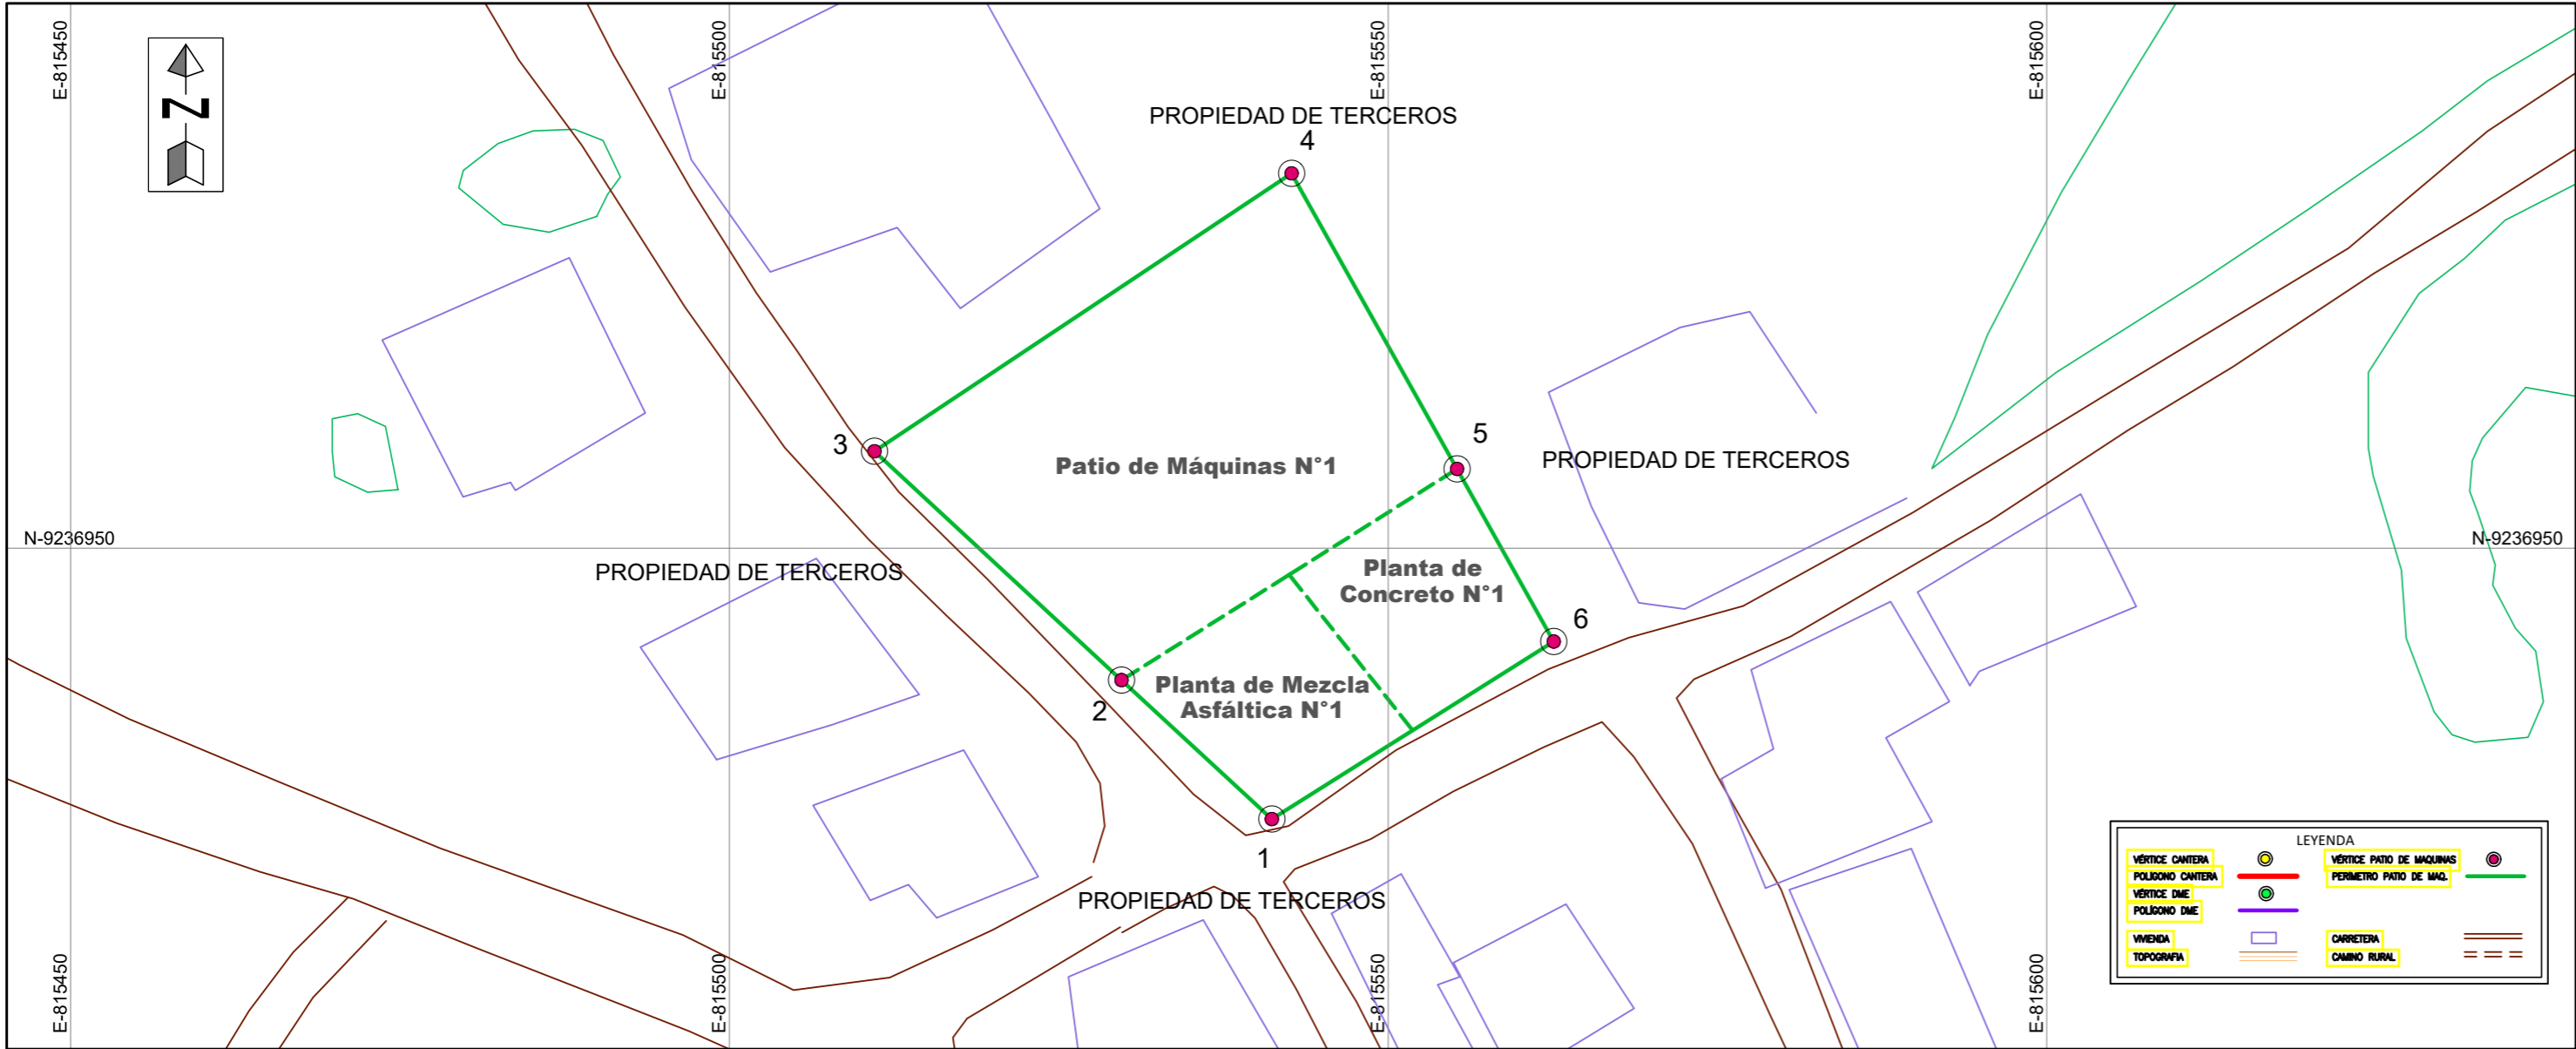 E-815450
E-815500
E-815550
E-815600
N
PROPIEDAD DE TERCEROS
4
3
5
Patio de Máquinas N°1
PROPIEDAD DE TERCEROS
N-9236950
N-9236950
PROPIEDAD DE TERCEROS
Planta de
Concreto N°1
6
2
Planta de Mezcla
Asfáltica N°1
1
PROPIEDAD DE TERCEROS
LEYENDA
VÉRTICE CANTERA
VÉRTICE PATIO DE MAQUINAS
POLÍGONO CANTERA
PERIMETRO PATIO DE MAQ.
VÉRTICE DME
POLÍGONO DME
VIVIENDA
CARRETERA
TOPOGRAFIA
CAMINO RURAL
E-815450
E-815500
E-815550
E-815600